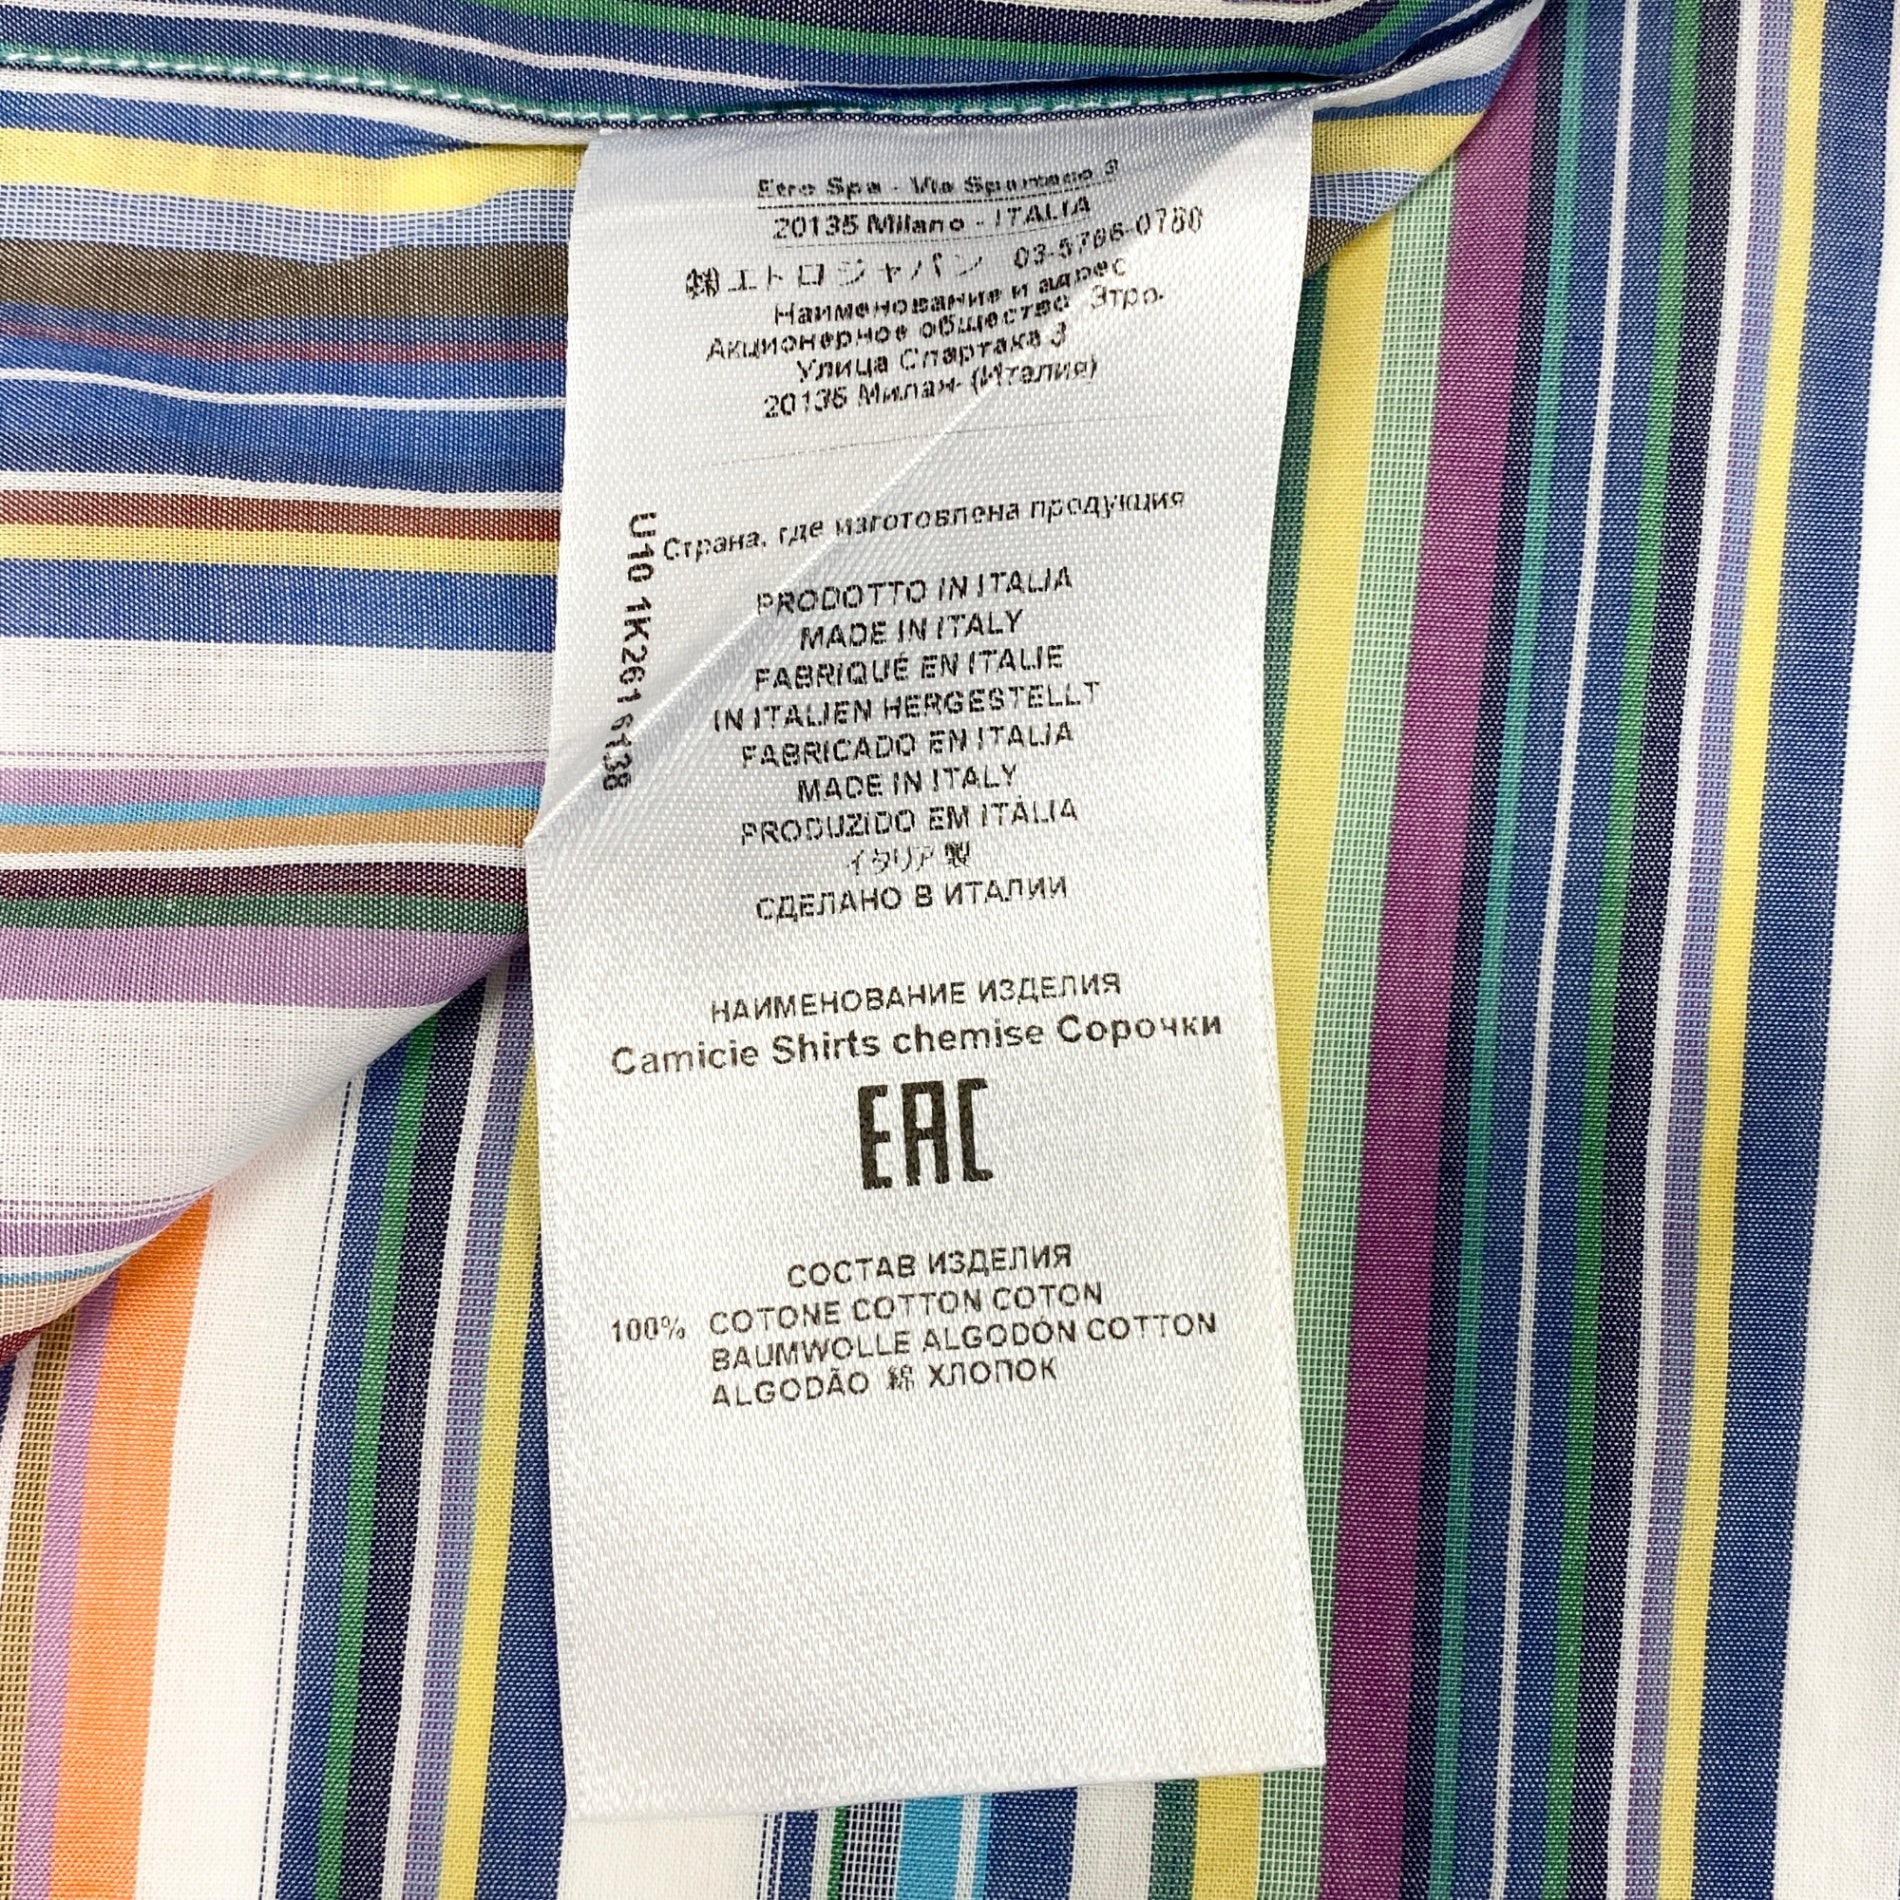 Etro Spa - Via Spartaco 3
20135 Milano - ITALIA
㈱エトロジャパン 03-5766-0780
Наименование и адрес
Акционерное общество Этро.
Улица Спартака 3
20135 Милан- (Италия)
Страна, где изготовлена продукция
U10 1K261 6138
PRODOTTO IN ITALIA
MADE IN ITALY
FABRIQUÉ EN ITALIE
IN ITALIEN HERGESTELLT
FABRICADO EN ITALIA
MADE IN ITALY
PRODUZIDO EM ITÁLIA
イタリア製
СДЕЛАНО В ИТАЛИИ
НАИМЕНОВАНИЕ ИЗДЕЛИЯ
Camicie Shirts chemise Сорочки
EAC
СОСТАВ ИЗДЕЛИЯ
100% COTONE COTTON COTON
BAUMWOLLE ALGODÓN COTTON
ALGODÃO 綿 ХЛОПОК